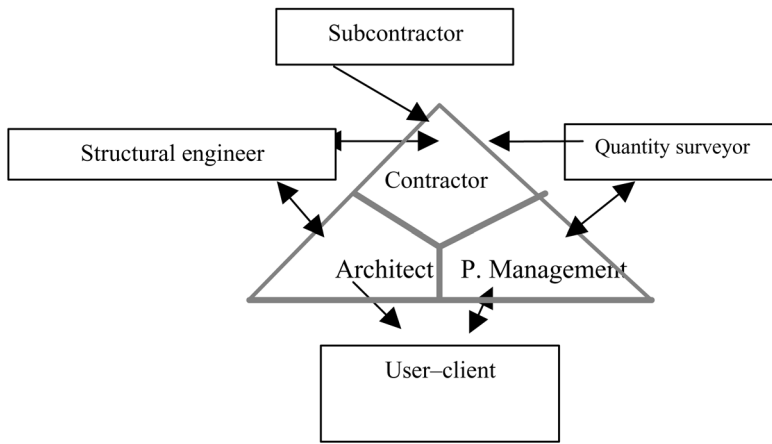 Subcontractor
Structural engineer
Quantity surveyor
Contractor
Architect
P. Management
User–client